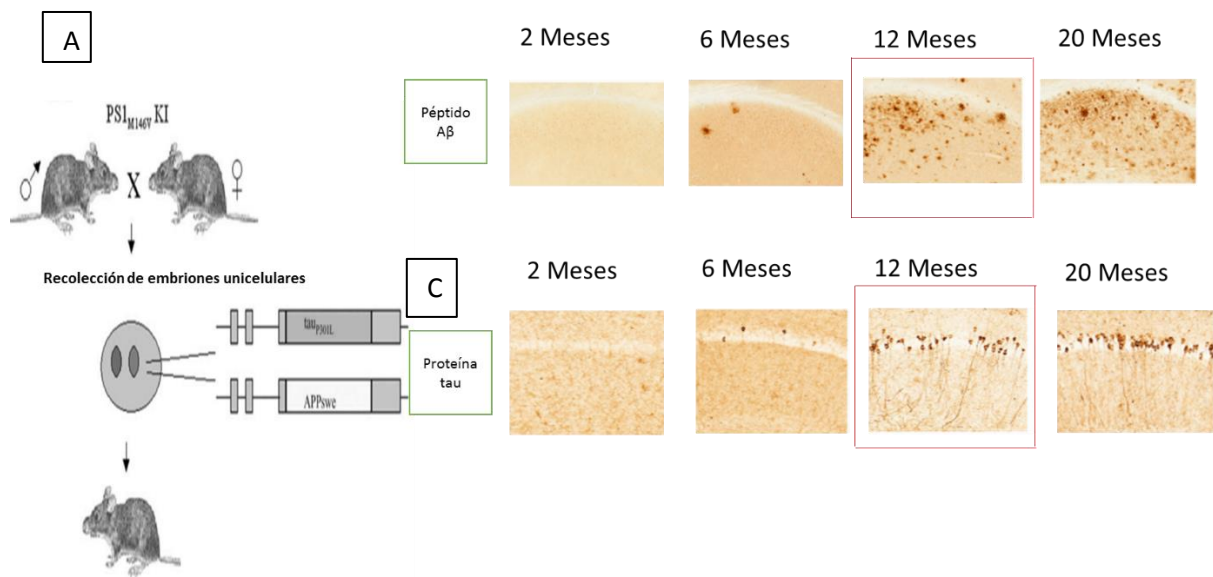 A
PS1M146V KI
♂ X ♀
Recolección de embriones unicelulares
tauP301L
APPswe
2 Meses
6 Meses
12 Meses
20 Meses
Péptido
Aβ
C
2 Meses
6 Meses
12 Meses
20 Meses
Proteína
tau